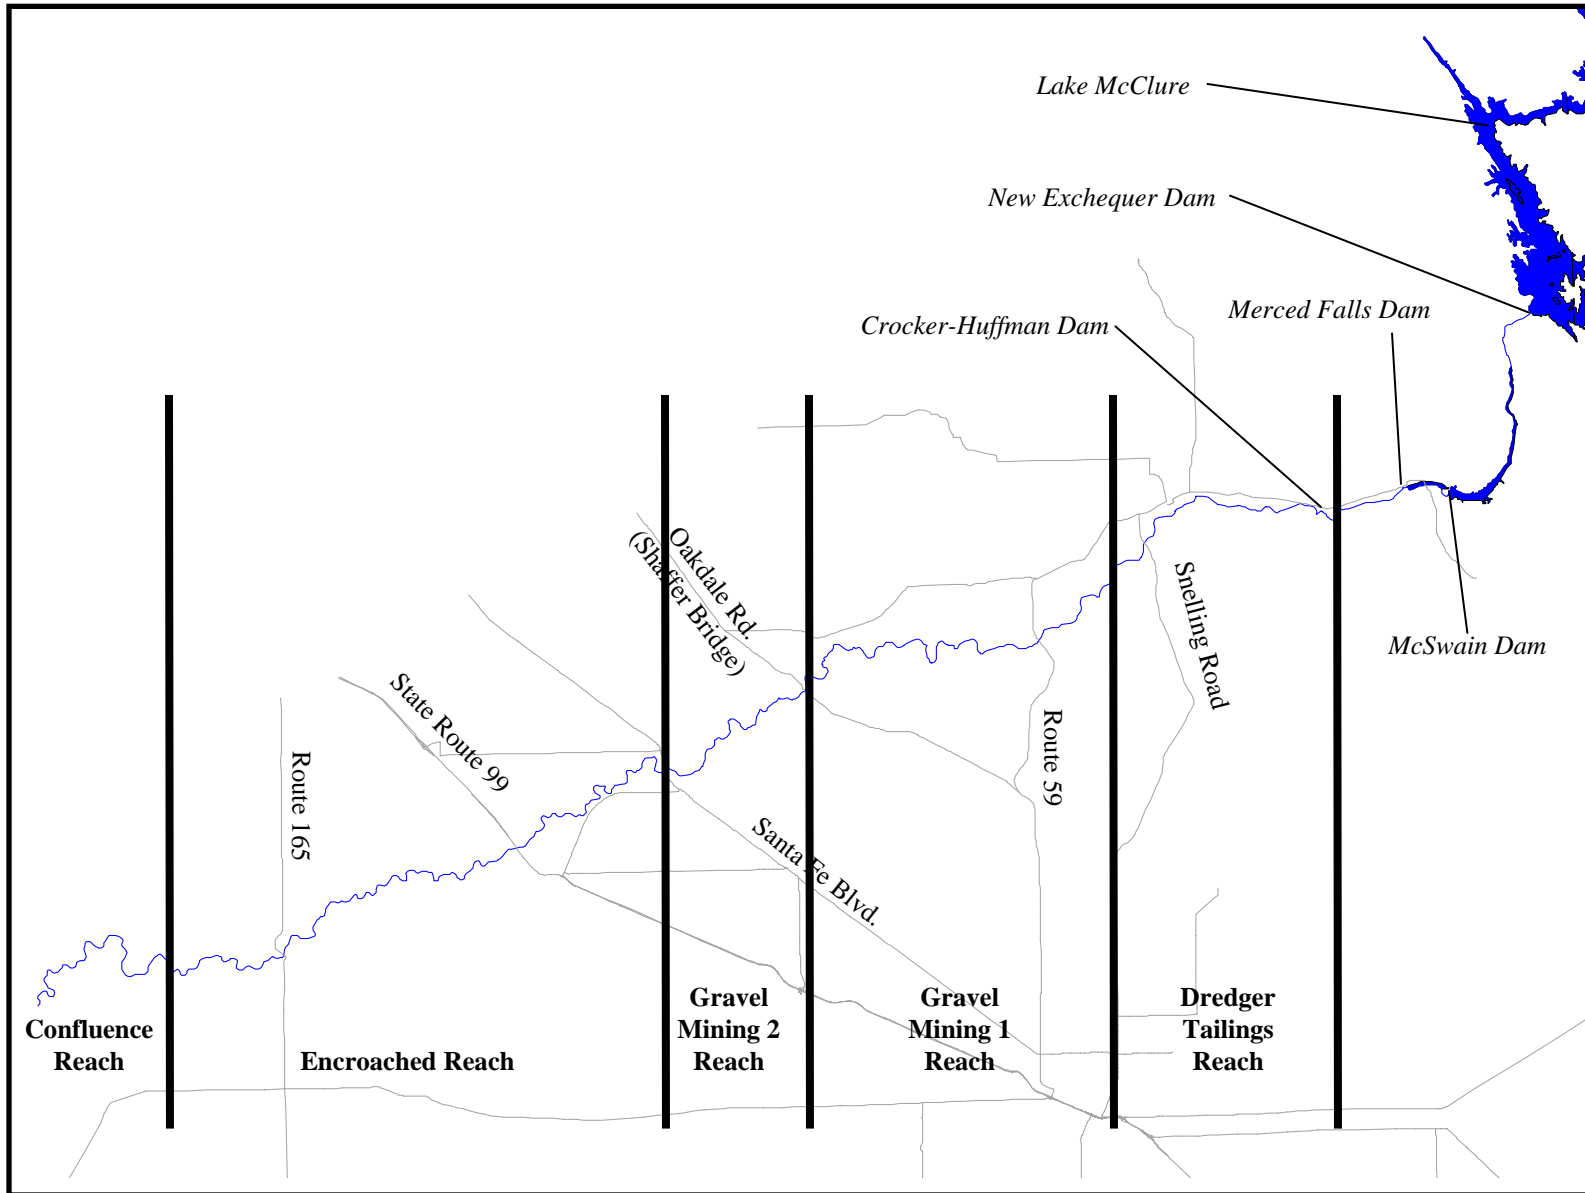 Lake McClure
New Exchequer Dam
Merced Falls Dam
Crocker-Huffman Dam
Oakdale Rd.
(Shaffer Bridge)
Snelling Road
McSwain Dam
State Route 99
Route 59
Route 165
Santa Fe Blvd.
Confluence
Reach
Encroached Reach
Gravel
Mining 2
Reach
Gravel
Mining 1
Reach
Dredger
Tailings
Reach